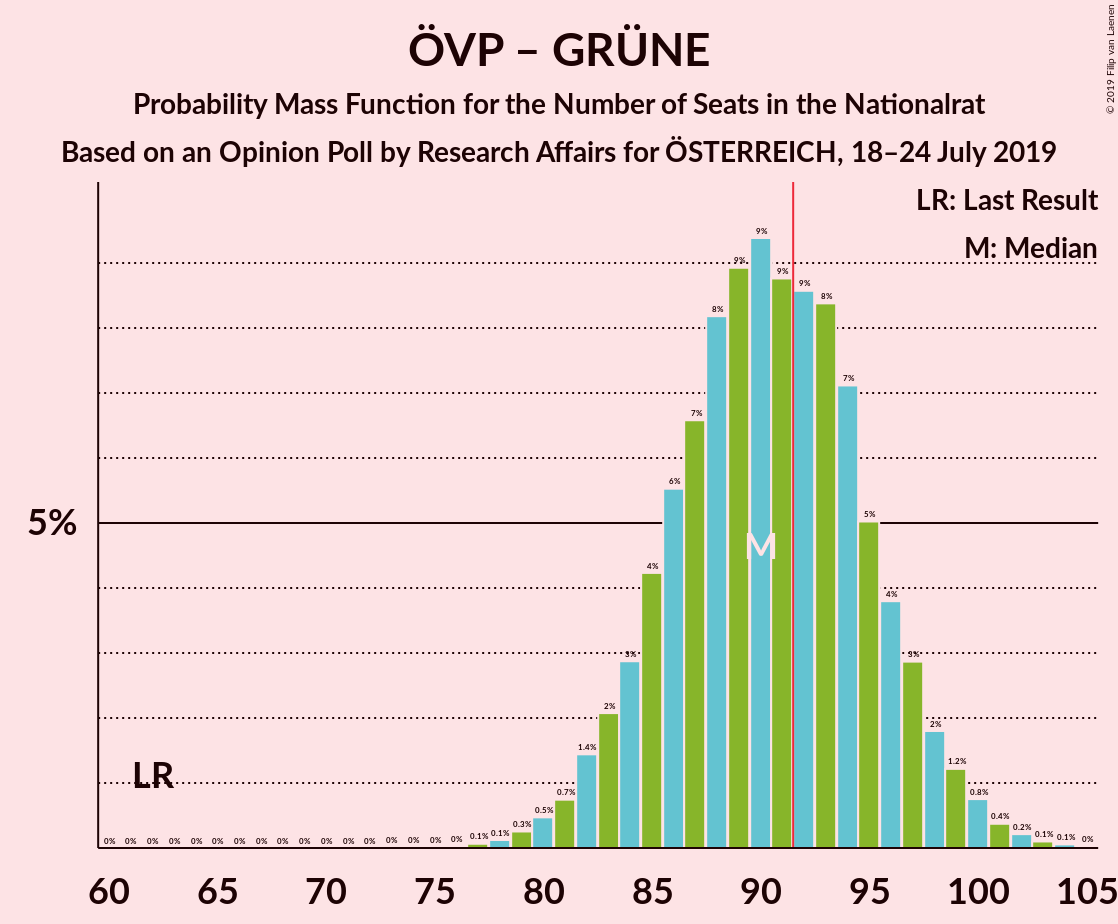 ÖVP – GRÜNE
Probability Mass Function for the Number of Seats in the Nationalrat
Based on an Opinion Poll by Research Affairs for ÖSTERREICH, 18–24 July 2019
© 2019 Filip van Laenen
LR: Last Result
M: Median
5%
LR
M
0% 0% 0% 0% 0% 0% 0% 0% 0% 0% 0% 0% 0% 0% 0% 0% 0% 0.1% 0.1% 0.3% 0.5% 0.7% 1.4% 2% 3% 4% 6% 7% 8% 9% 9% 9% 9% 8% 7% 5% 4% 3% 2% 1.2% 0.8% 0.4% 0.2% 0.1% 0.1% 0%
60 65 70 75 80 85 90 95 100 105